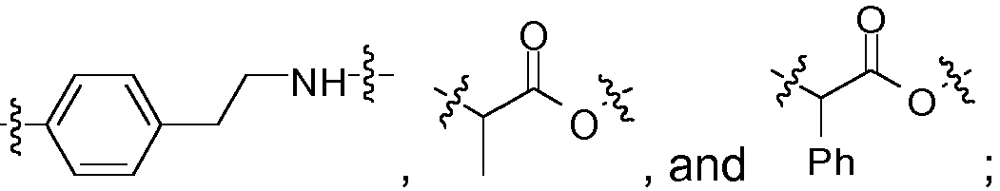 O O
NH O O
Ph
, , and ;